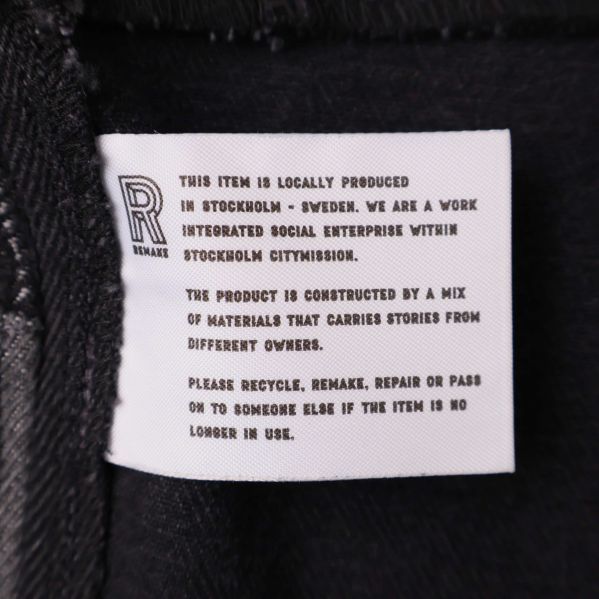 R
REMAKE
THIS ITEM IS LOCALLY PRODUCED
IN STOCKHOLM - SWEDEN. WE ARE A WORK
INTEGRATED SOCIAL ENTERPRISE WITHIN
STOCKHOLM CITYMISSION.
THE PRODUCT IS CONSTRUCTED BY A MIX
OF MATERIALS THAT CARRIES STORIES FROM
DIFFERENT OWNERS.
PLEASE RECYCLE, REMAKE, REPAIR OR PASS
ON TO SOMEONE ELSE IF THE ITEM IS NO
LONGER IN USE.